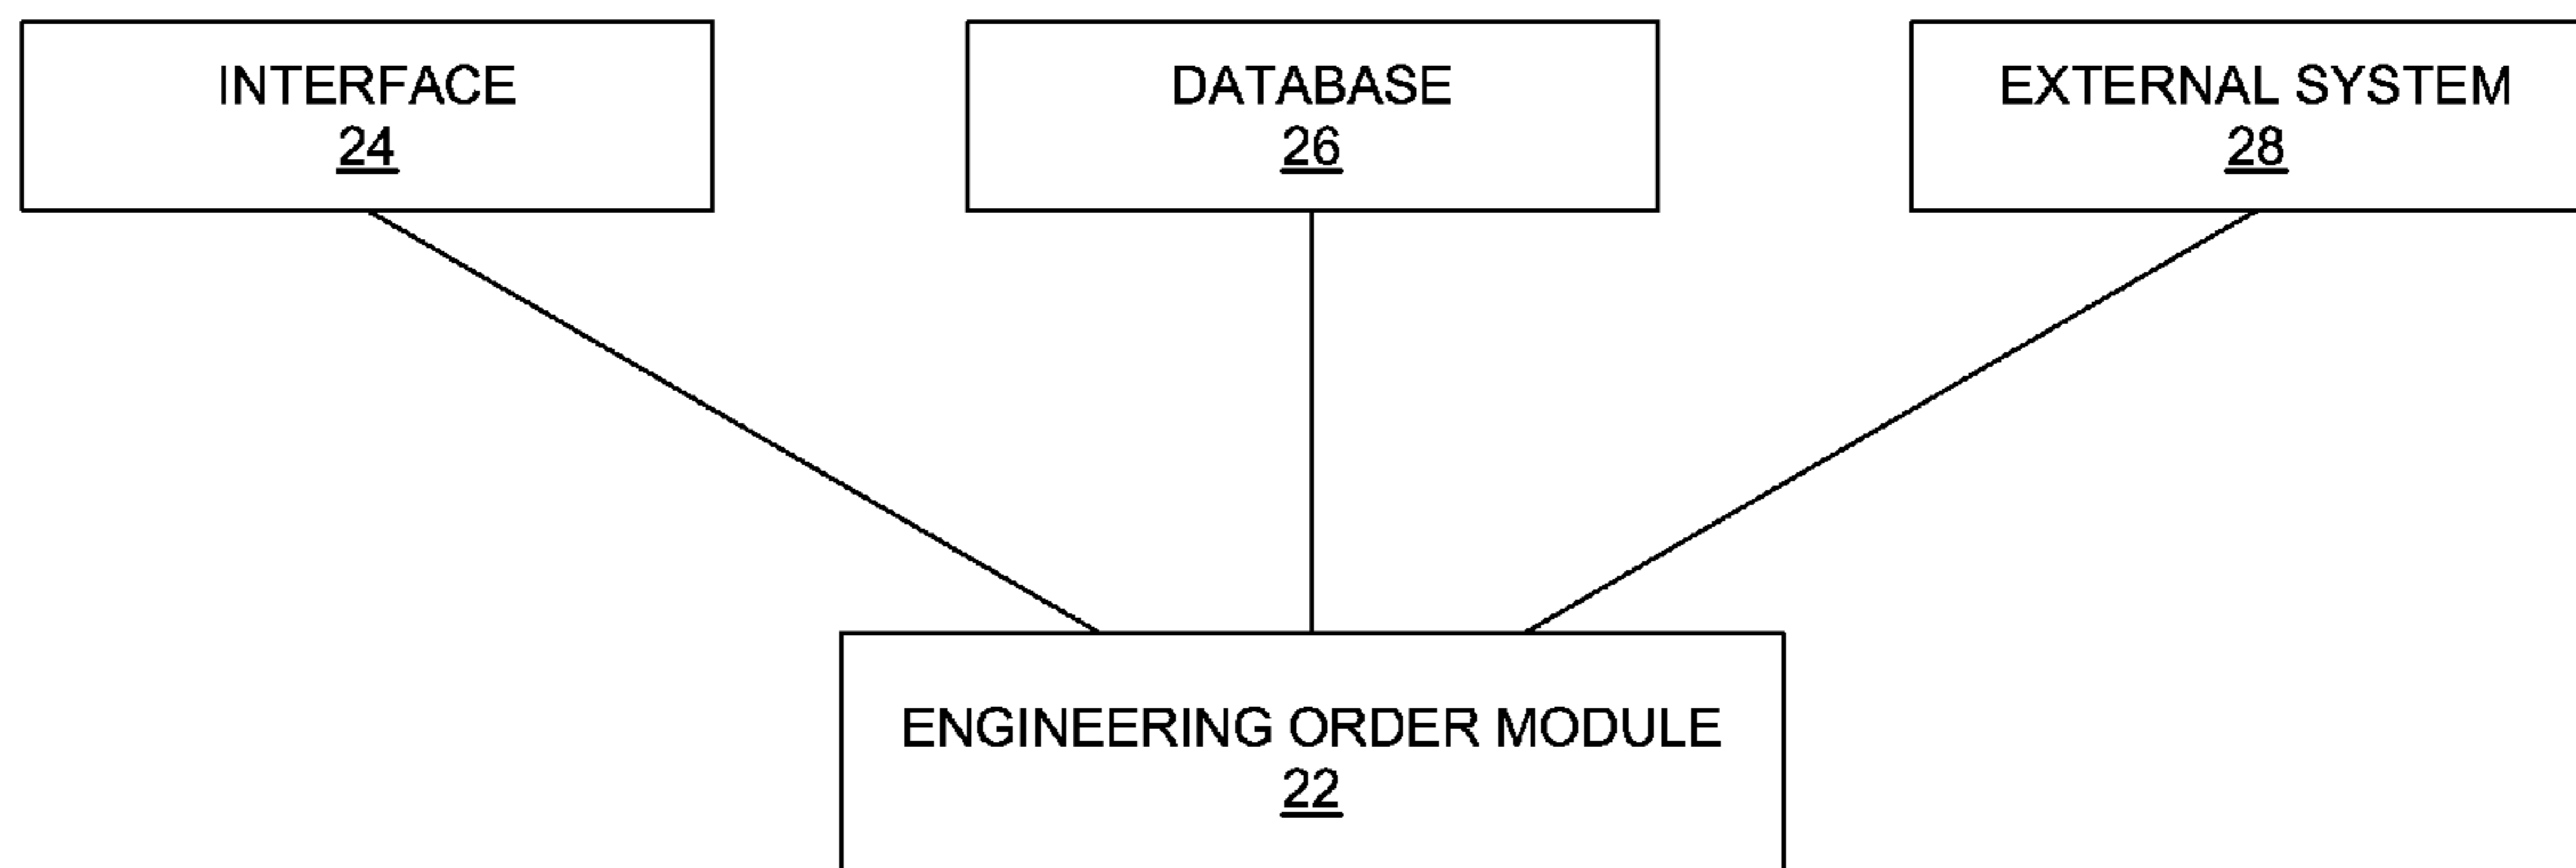 INTERFACE
24
DATABASE
26
EXTERNAL SYSTEM
28
ENGINEERING ORDER MODULE
22